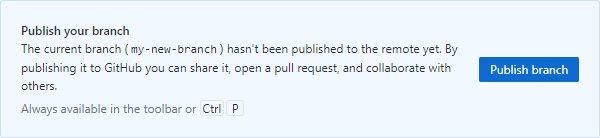 Publish your branch
The current branch (my-new-branch) hasn't been published to the remote yet. By
publishing it to GitHub you can share it, open a pull request, and collaborate with
others.
Publish branch
Always available in the toolbar or Ctrl P